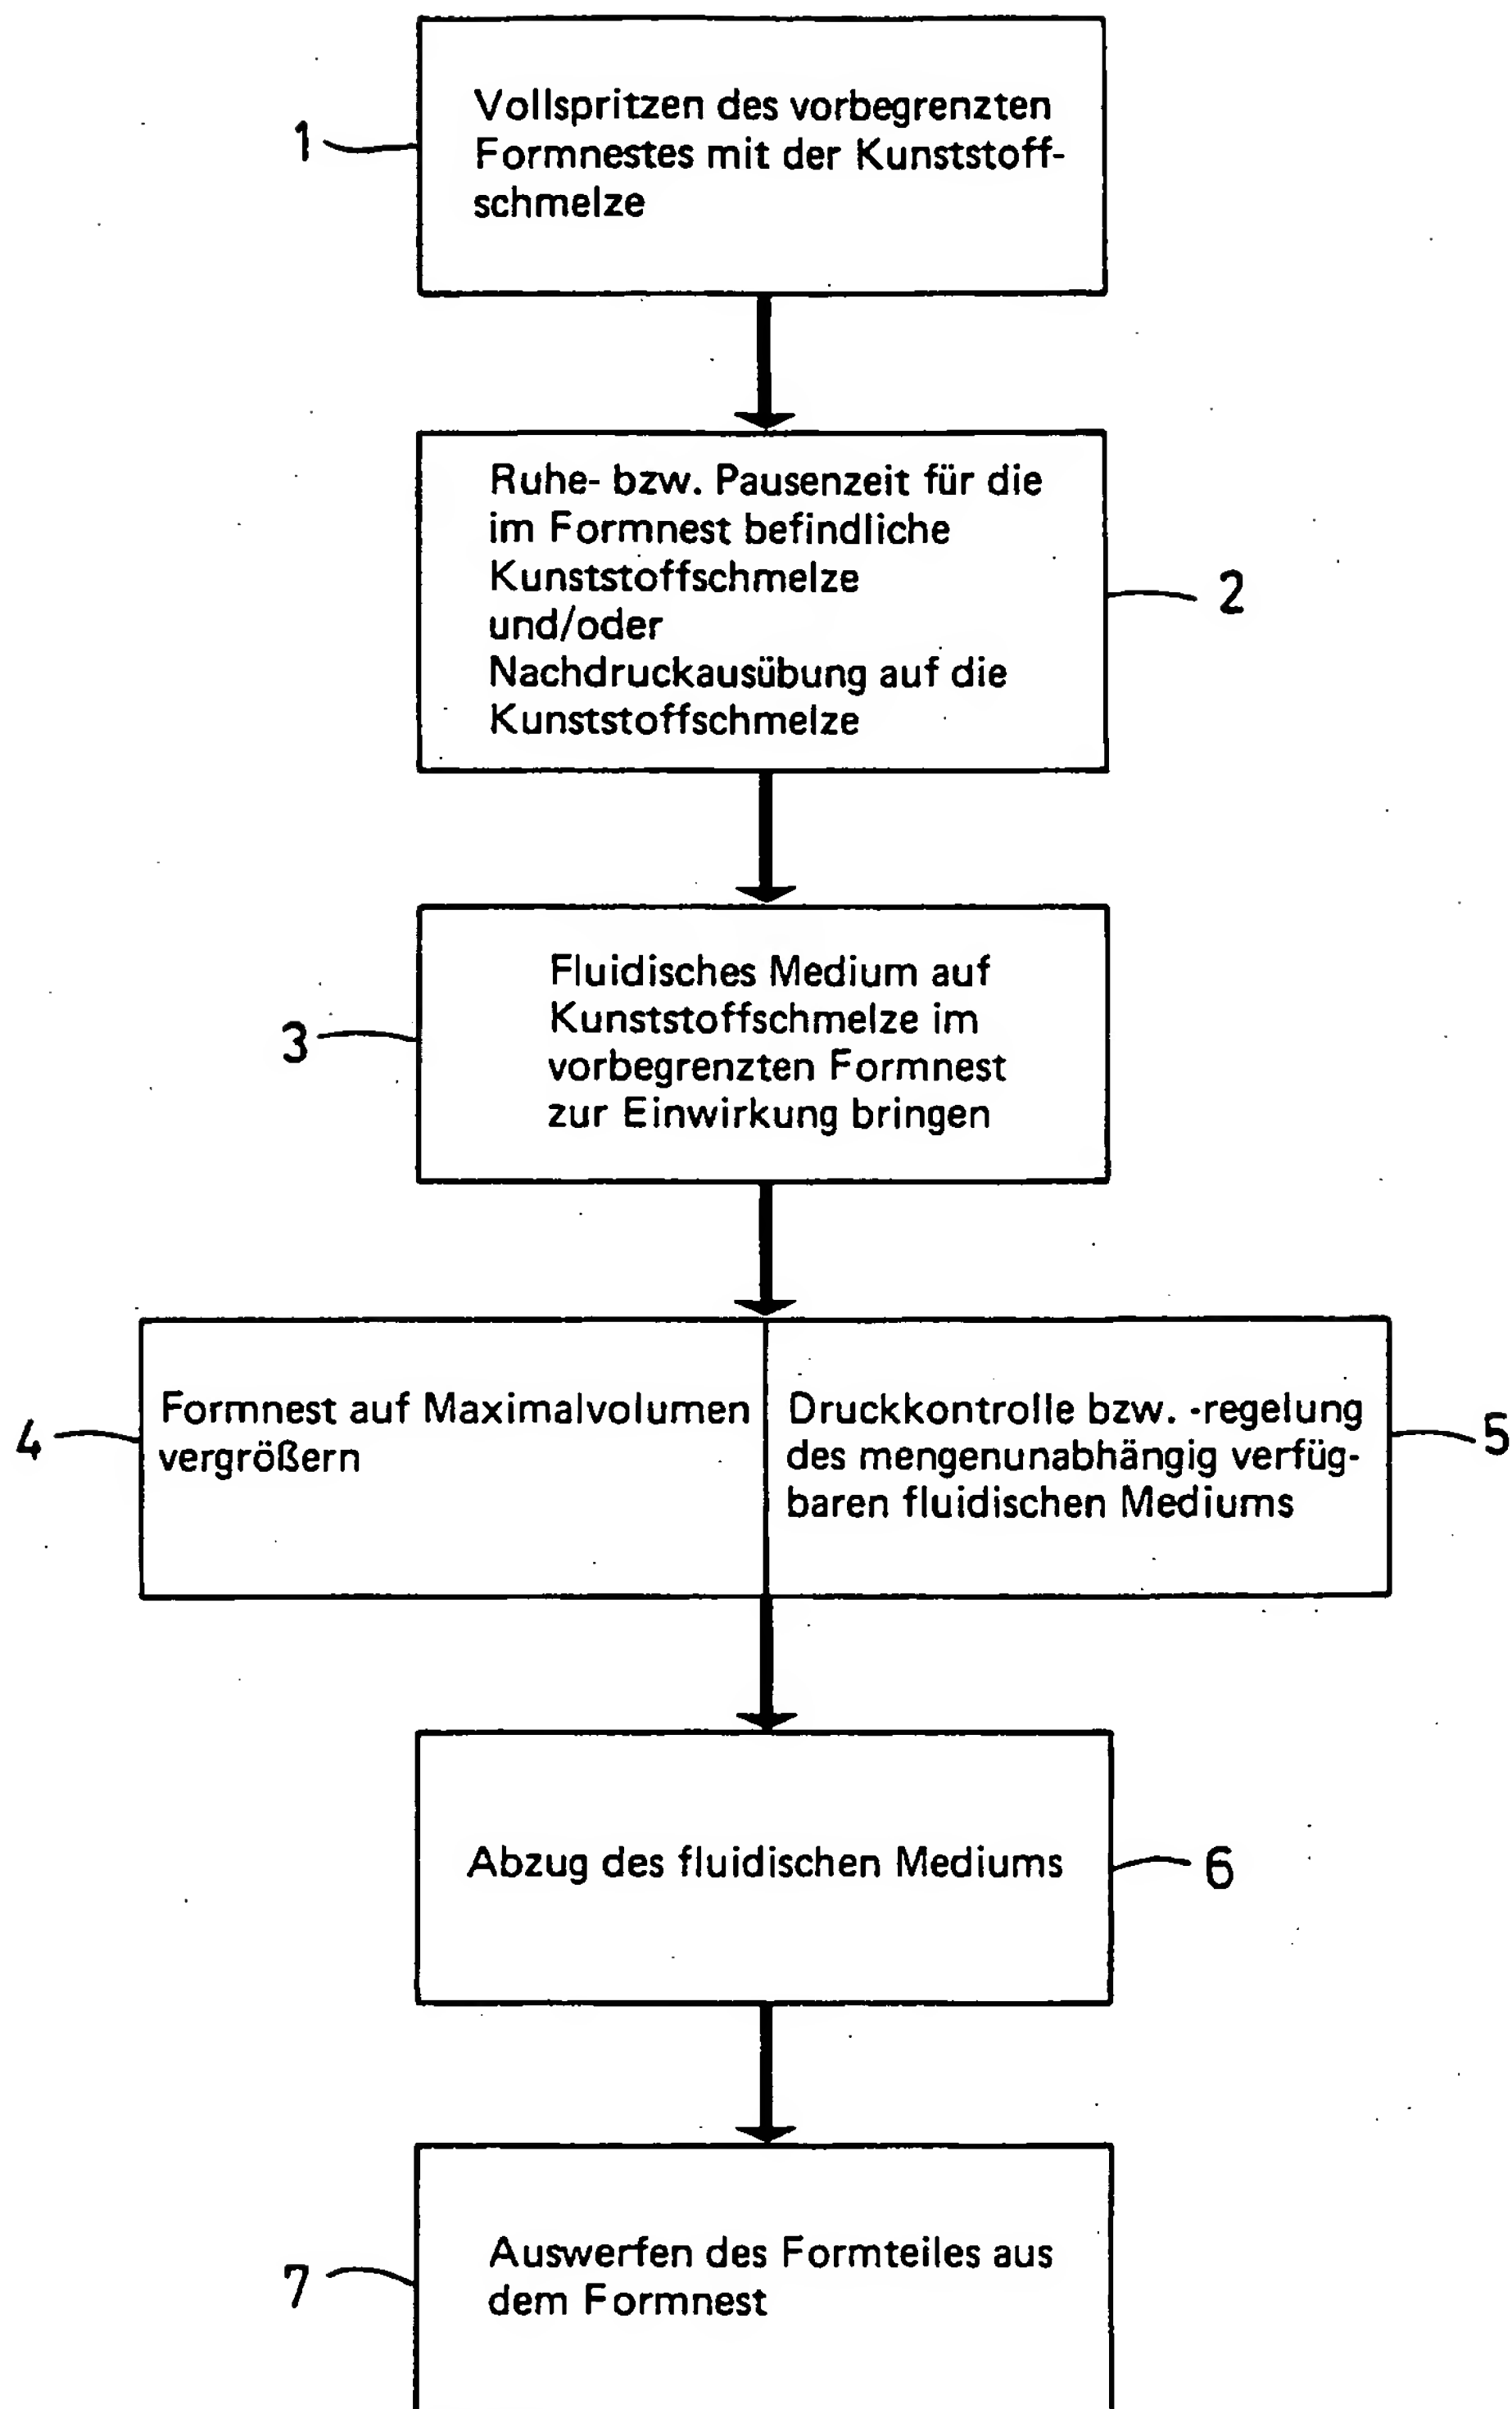 Vollspritzen des vorbegrenzten
1
Formnestes mit der Kunststoff-
schmelze
Ruhe- bzw. Pausenzeit für die
im Formnest befindliche
Kunststoffschmelze
2
und/oder
Nachdruckausübung auf die
Kunststoffschmelze
Fluidisches Medium auf
Kunststoffschmelze im
3
vorbegrenzten Formnest
zur Einwirkung bringen
4
Formnest auf Maximalvolumen
vergrößern
Druckkontrolle bzw. -regelung
des mengenunabhängig verfüg-
baren fluidischen Mediums
5
Abzug des fluidischen Mediums
6
7
Auswerfen des Formteiles aus
dem Formnest